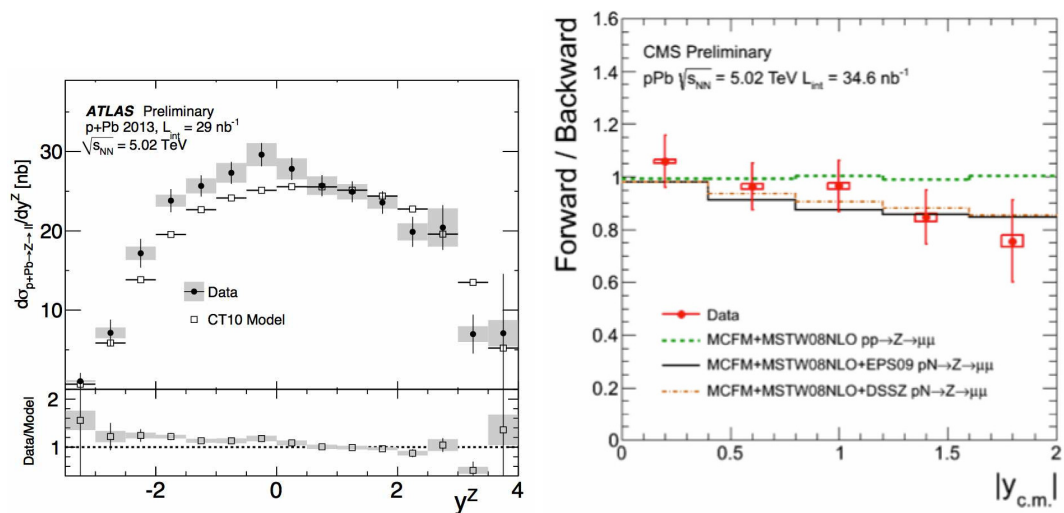 ATLAS Preliminary
p+Pb 2013, L_int = 29 nb⁻¹
√s_NN = 5.02 TeV
dσ_p+Pb→Z→ll/dy^Z [nb]
30
20
10
Data
CT10 Model
Data/Model
2
1
-2
0
2
4
y^Z
CMS Preliminary
pPb √s_NN = 5.02 TeV L_int = 34.6 nb⁻¹
Forward / Backward
1.6
1.4
1.2
1
0.8
0.6
0.4
0.2
0
Data
MCFM+MSTW08NLO pp→Z→μμ
MCFM+MSTW08NLO+EPS09 pN→Z→μμ
MCFM+MSTW08NLO+DSSZ pN→Z→μμ
0
0.5
1
1.5
2
|y_c.m.|